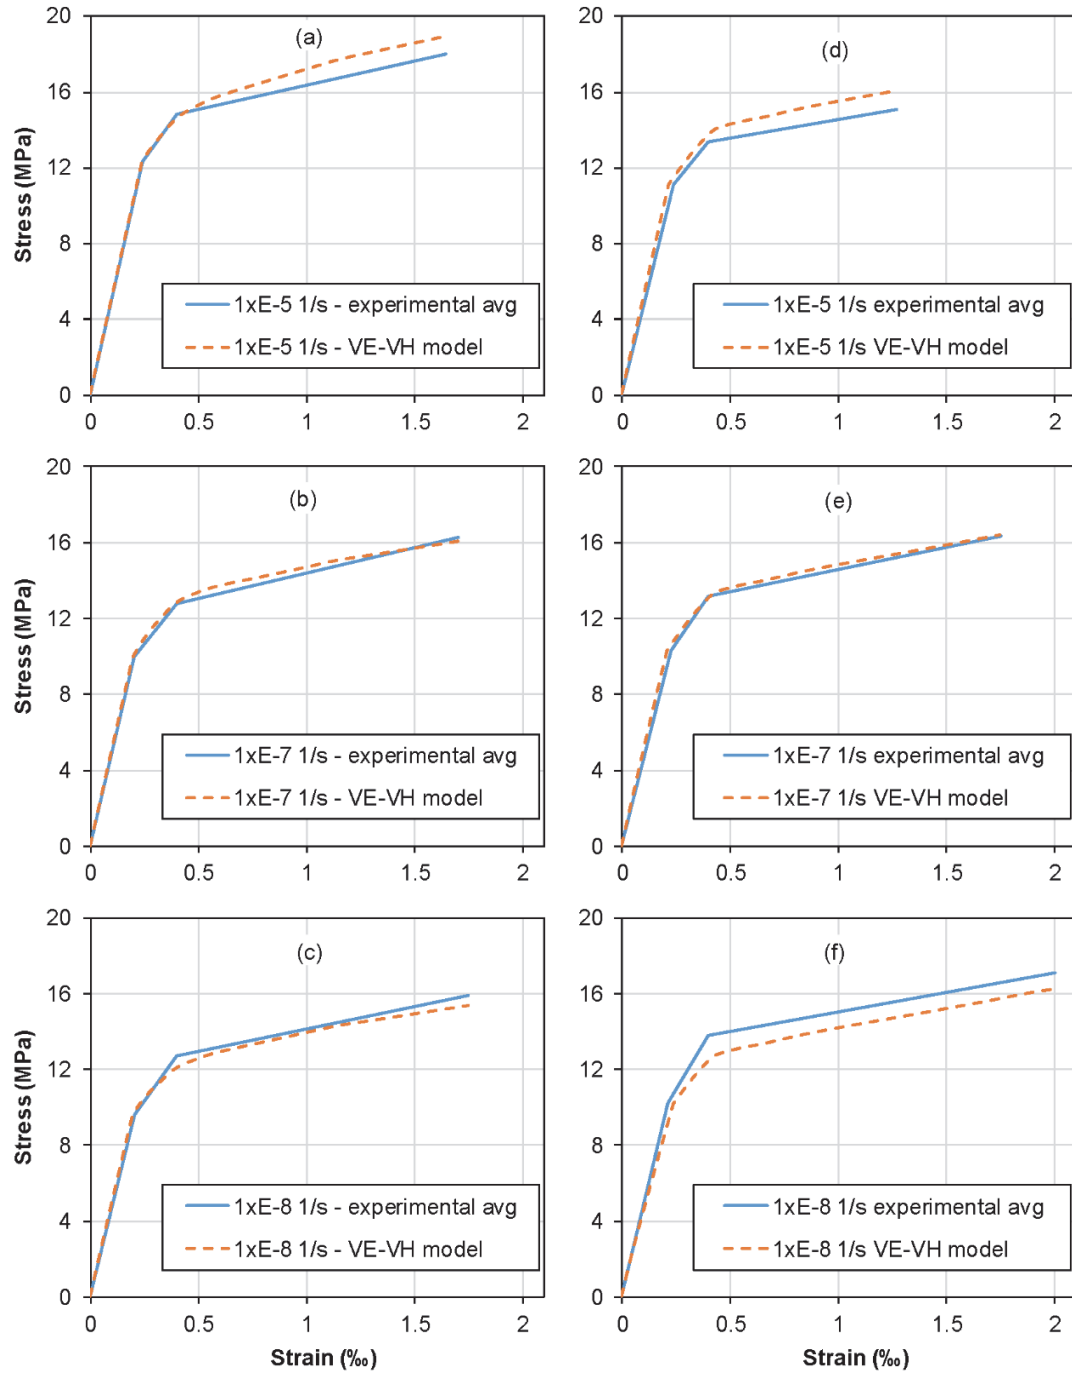 20
16
12
8
4
0
0 0.5 1 1.5 2
Stress (MPa)
(a)
1xE-5 1/s - experimental avg
1xE-5 1/s - VE-VH model
20
16
12
8
4
0
0 0.5 1 1.5 2
(d)
1xE-5 1/s experimental avg
1xE-5 1/s VE-VH model
20
16
12
8
4
0
0 0.5 1 1.5 2
Stress (MPa)
(b)
1xE-7 1/s - experimental avg
1xE-7 1/s - VE-VH model
20
16
12
8
4
0
0 0.5 1 1.5 2
(e)
1xE-7 1/s experimental avg
1xE-7 1/s VE-VH model
20
16
12
8
4
0
0 0.5 1 1.5 2
Stress (MPa)
Strain (‰)
(c)
1xE-8 1/s - experimental avg
1xE-8 1/s - VE-VH model
20
16
12
8
4
0
0 0.5 1 1.5 2
Strain (‰)
(f)
1xE-8 1/s experimental avg
1xE-8 1/s VE-VH model